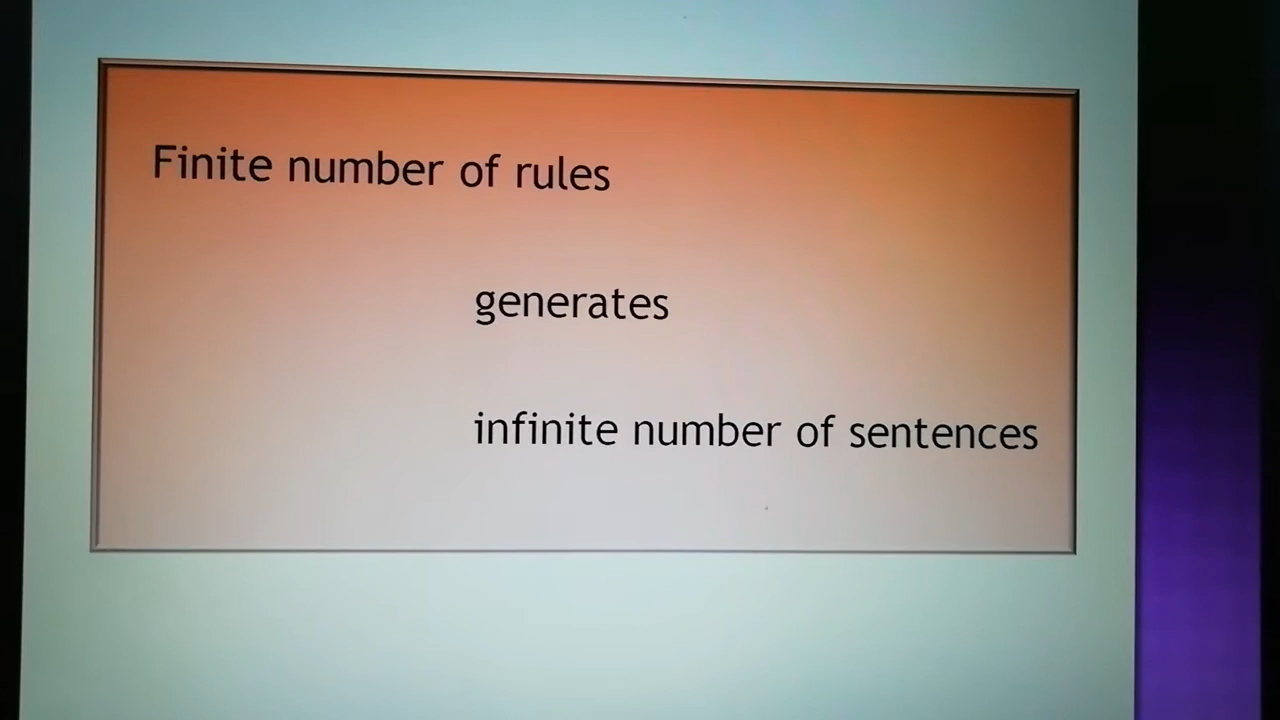 Finite number of rules
generates
infinite number of sentences